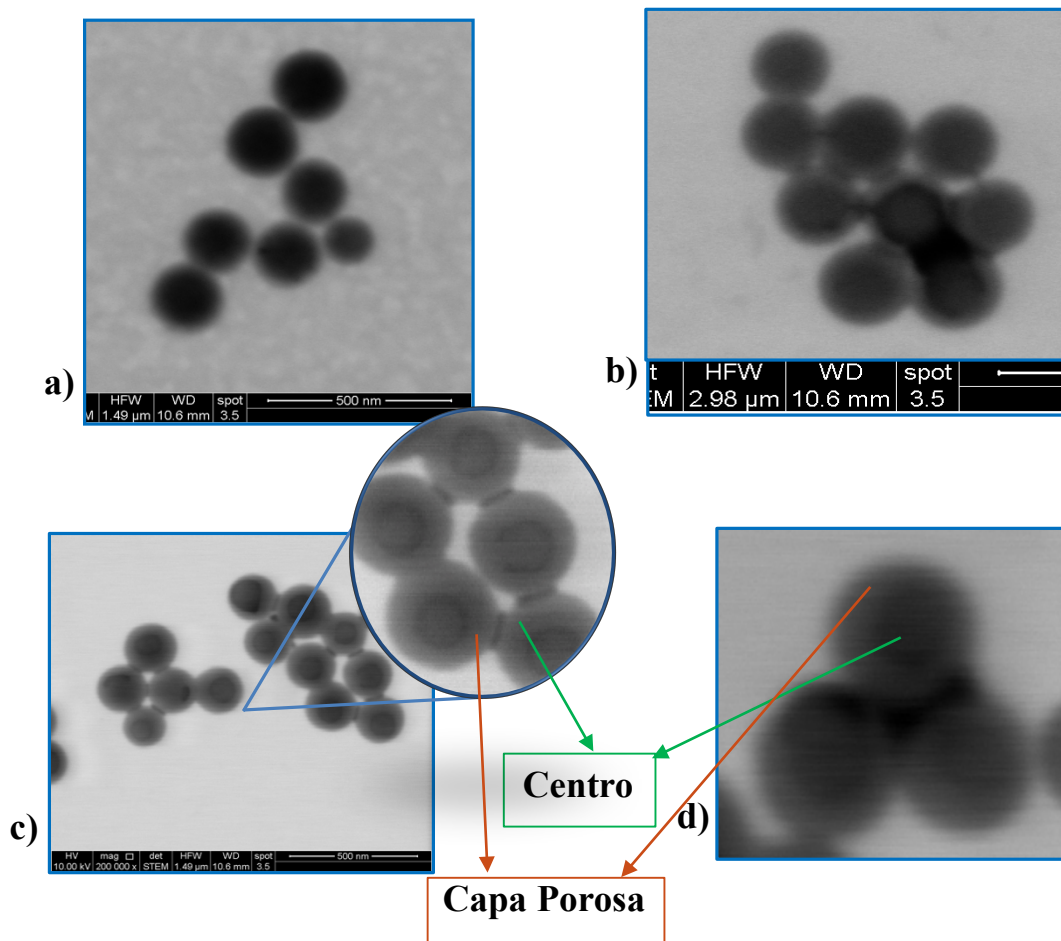 a)
HFW WD spot
M 1.49 µm 10.6 mm 3.5 500 nm
b)
t HFW WD spot
EM 2.98 µm 10.6 mm 3.5
c)
HV mag □ det HFW WD spot
10.00 kV 200 000 x STEM 1.49 µm 10.6 mm 3.5 500 nm
d)
Centro
Capa Porosa